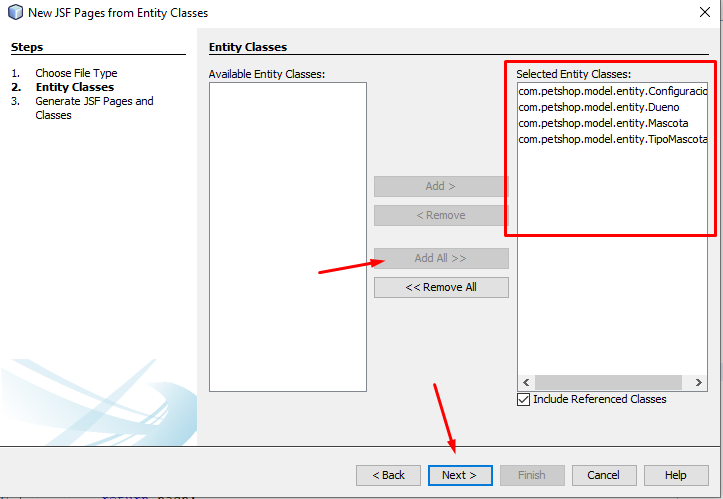 New JSF Pages from Entity Classes
Steps
1. Choose File Type
2. Entity Classes
3. Generate JSF Pages and
Classes
Entity Classes
Available Entity Classes:
Selected Entity Classes:
com.petshop.model.entity.Configuracio
com.petshop.model.entity.Dueno
com.petshop.model.entity.Mascota
com.petshop.model.entity.TipoMascota
Add >
< Remove
Add All >>
<< Remove All
Include Referenced Classes
< Back
Next >
Finish
Cancel
Help